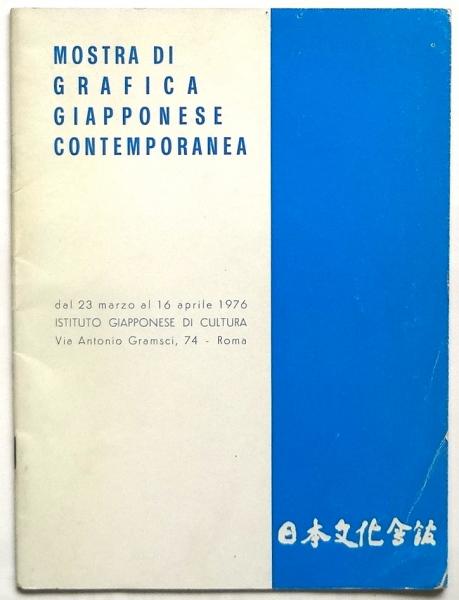 MOSTRA DI
GRAFICA
GIAPPONESE
CONTEMPORANEA
dal 23 marzo al 16 aprile 1976
ISTITUTO GIAPPONESE DI CULTURA
Via Antonio Gramsci, 74 - Roma
日本文化会館